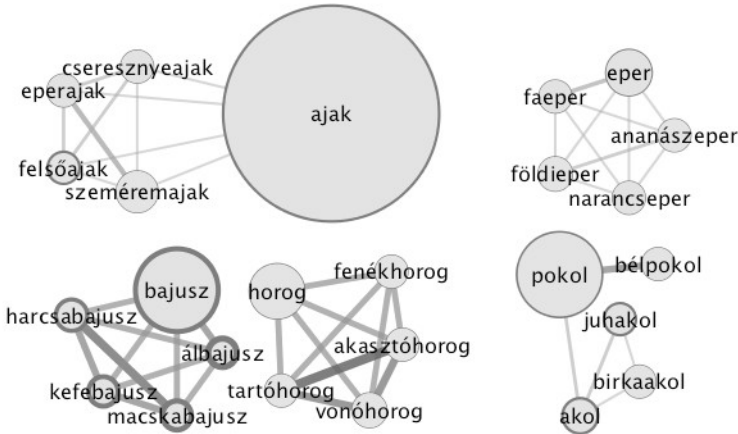 cseresznyeajak
eperajak
ajak
felsőajak
szeméremajak
eper
faeper
ananászeper
földieper
narancseper
bajusz
harcsabajusz
álbajusz
kefebajusz
macskabajusz
fenékhorog
horog
akasztóhorog
tartóhorog
vonóhorog
pokol
bélpokol
juhakol
birkaakol
akol